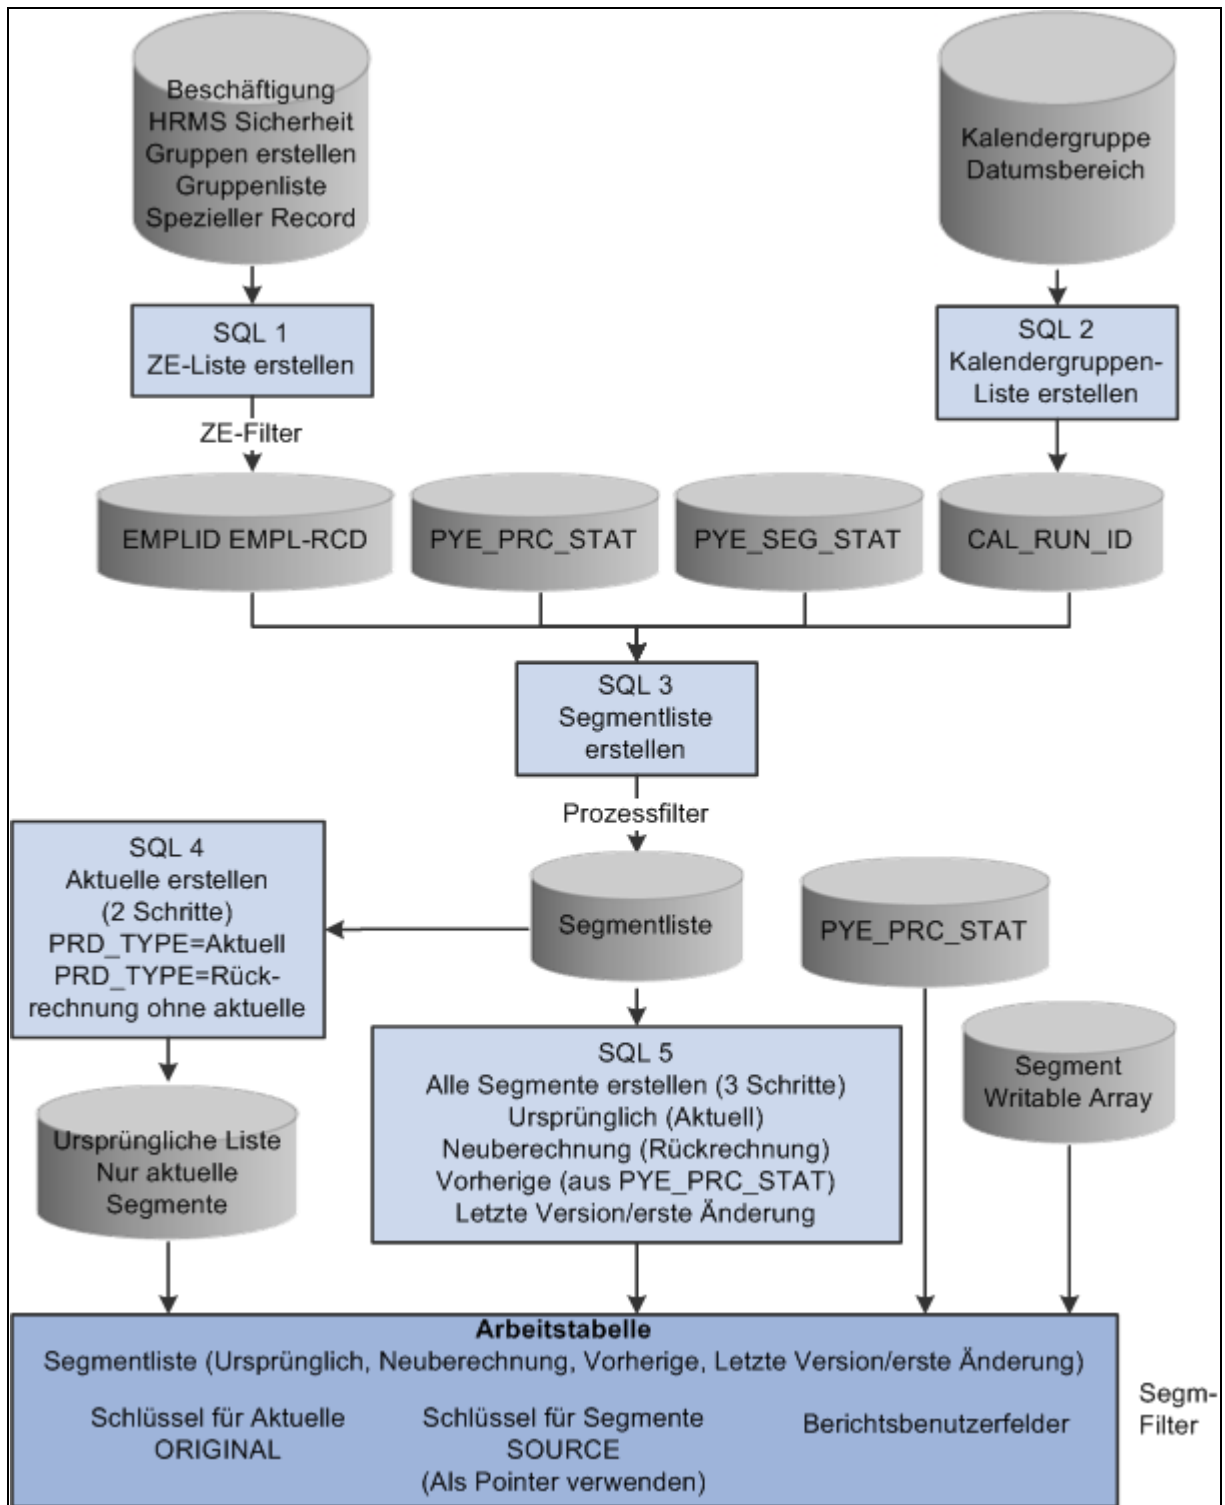 Beschäftigung
HRMS Sicherheit
Gruppen erstellen
Gruppenliste
Spezieller Record
Kalendergruppe
Datumsbereich
SQL 1
ZE-Liste erstellen
SQL 2
Kalendergruppen-
Liste erstellen
ZE-Filter
EMPLID EMPL-RCD
PYE_PRC_STAT
PYE_SEG_STAT
CAL_RUN_ID
SQL 3
Segmentliste
erstellen
Prozessfilter
SQL 4
Aktuelle erstellen
(2 Schritte)
PRD_TYPE=Aktuell
PRD_TYPE=Rück-
rechnung ohne aktuelle
Segmentliste
PYE_PRC_STAT
Segment
Writable Array
SQL 5
Alle Segmente erstellen (3 Schritte)
Ursprünglich (Aktuell)
Neuberechnung (Rückrechnung)
Vorherige (aus PYE_PRC_STAT)
Letzte Version/erste Änderung
Ursprüngliche Liste
Nur aktuelle
Segmente
Arbeitstabelle
Segmentliste (Ursprünglich, Neuberechnung, Vorherige, Letzte Version/erste Änderung)
Schlüssel für Aktuelle
ORIGINAL
Schlüssel für Segmente
SOURCE
(Als Pointer verwenden)
Berichtsbenutzerfelder
Segm-
Filter